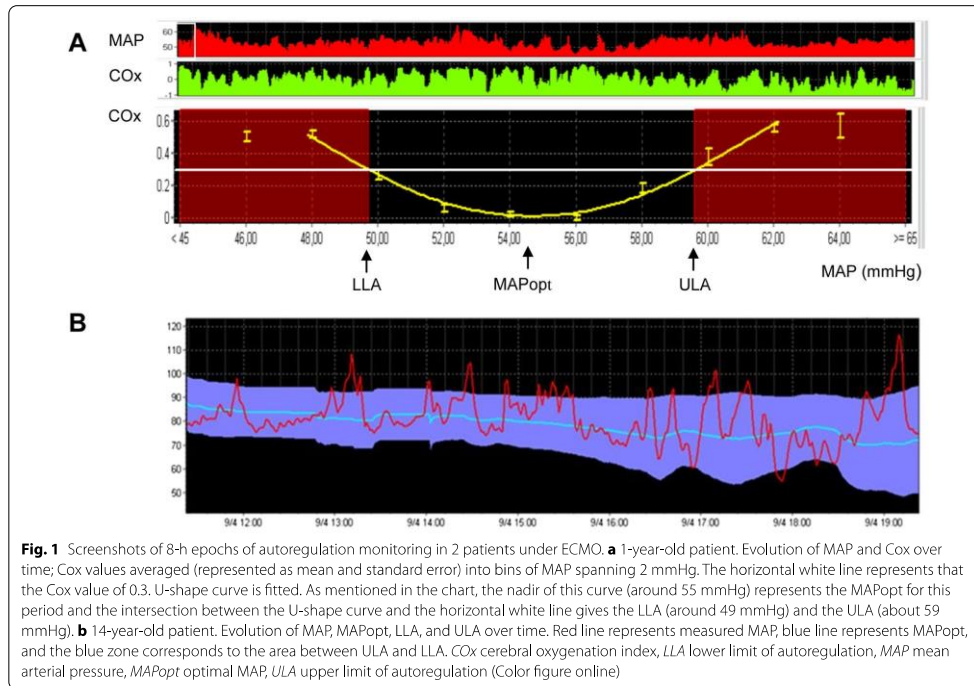 A
MAP
60
50
COx
1
0
-1
COx
0.6
0.4
0.2
0
< 45
46,00
48,00
50,00
52,00
54,00
56,00
58,00
60,00
62,00
64,00
>= 65
LLA
MAPopt
ULA
MAP (mmHg)
B
120
110
100
90
80
70
60
50
9/4 12:00
9/4 13:00
9/4 14:00
9/4 15:00
9/4 16:00
9/4 17:00
9/4 18:00
9/4 19:00
Fig. 1 Screenshots of 8-h epochs of autoregulation monitoring in 2 patients under ECMO. a 1-year-old patient. Evolution of MAP and Cox over
time; Cox values averaged (represented as mean and standard error) into bins of MAP spanning 2 mmHg. The horizontal white line represents that
the Cox value of 0.3. U-shape curve is fitted. As mentioned in the chart, the nadir of this curve (around 55 mmHg) represents the MAPopt for this
period and the intersection between the U-shape curve and the horizontal white line gives the LLA (around 49 mmHg) and the ULA (about 59
mmHg). b 14-year-old patient. Evolution of MAP, MAPopt, LLA, and ULA over time. Red line represents measured MAP, blue line represents MAPopt,
and the blue zone corresponds to the area between ULA and LLA. COx cerebral oxygenation index, LLA lower limit of autoregulation, MAP mean
arterial pressure, MAPopt optimal MAP, ULA upper limit of autoregulation (Color figure online)